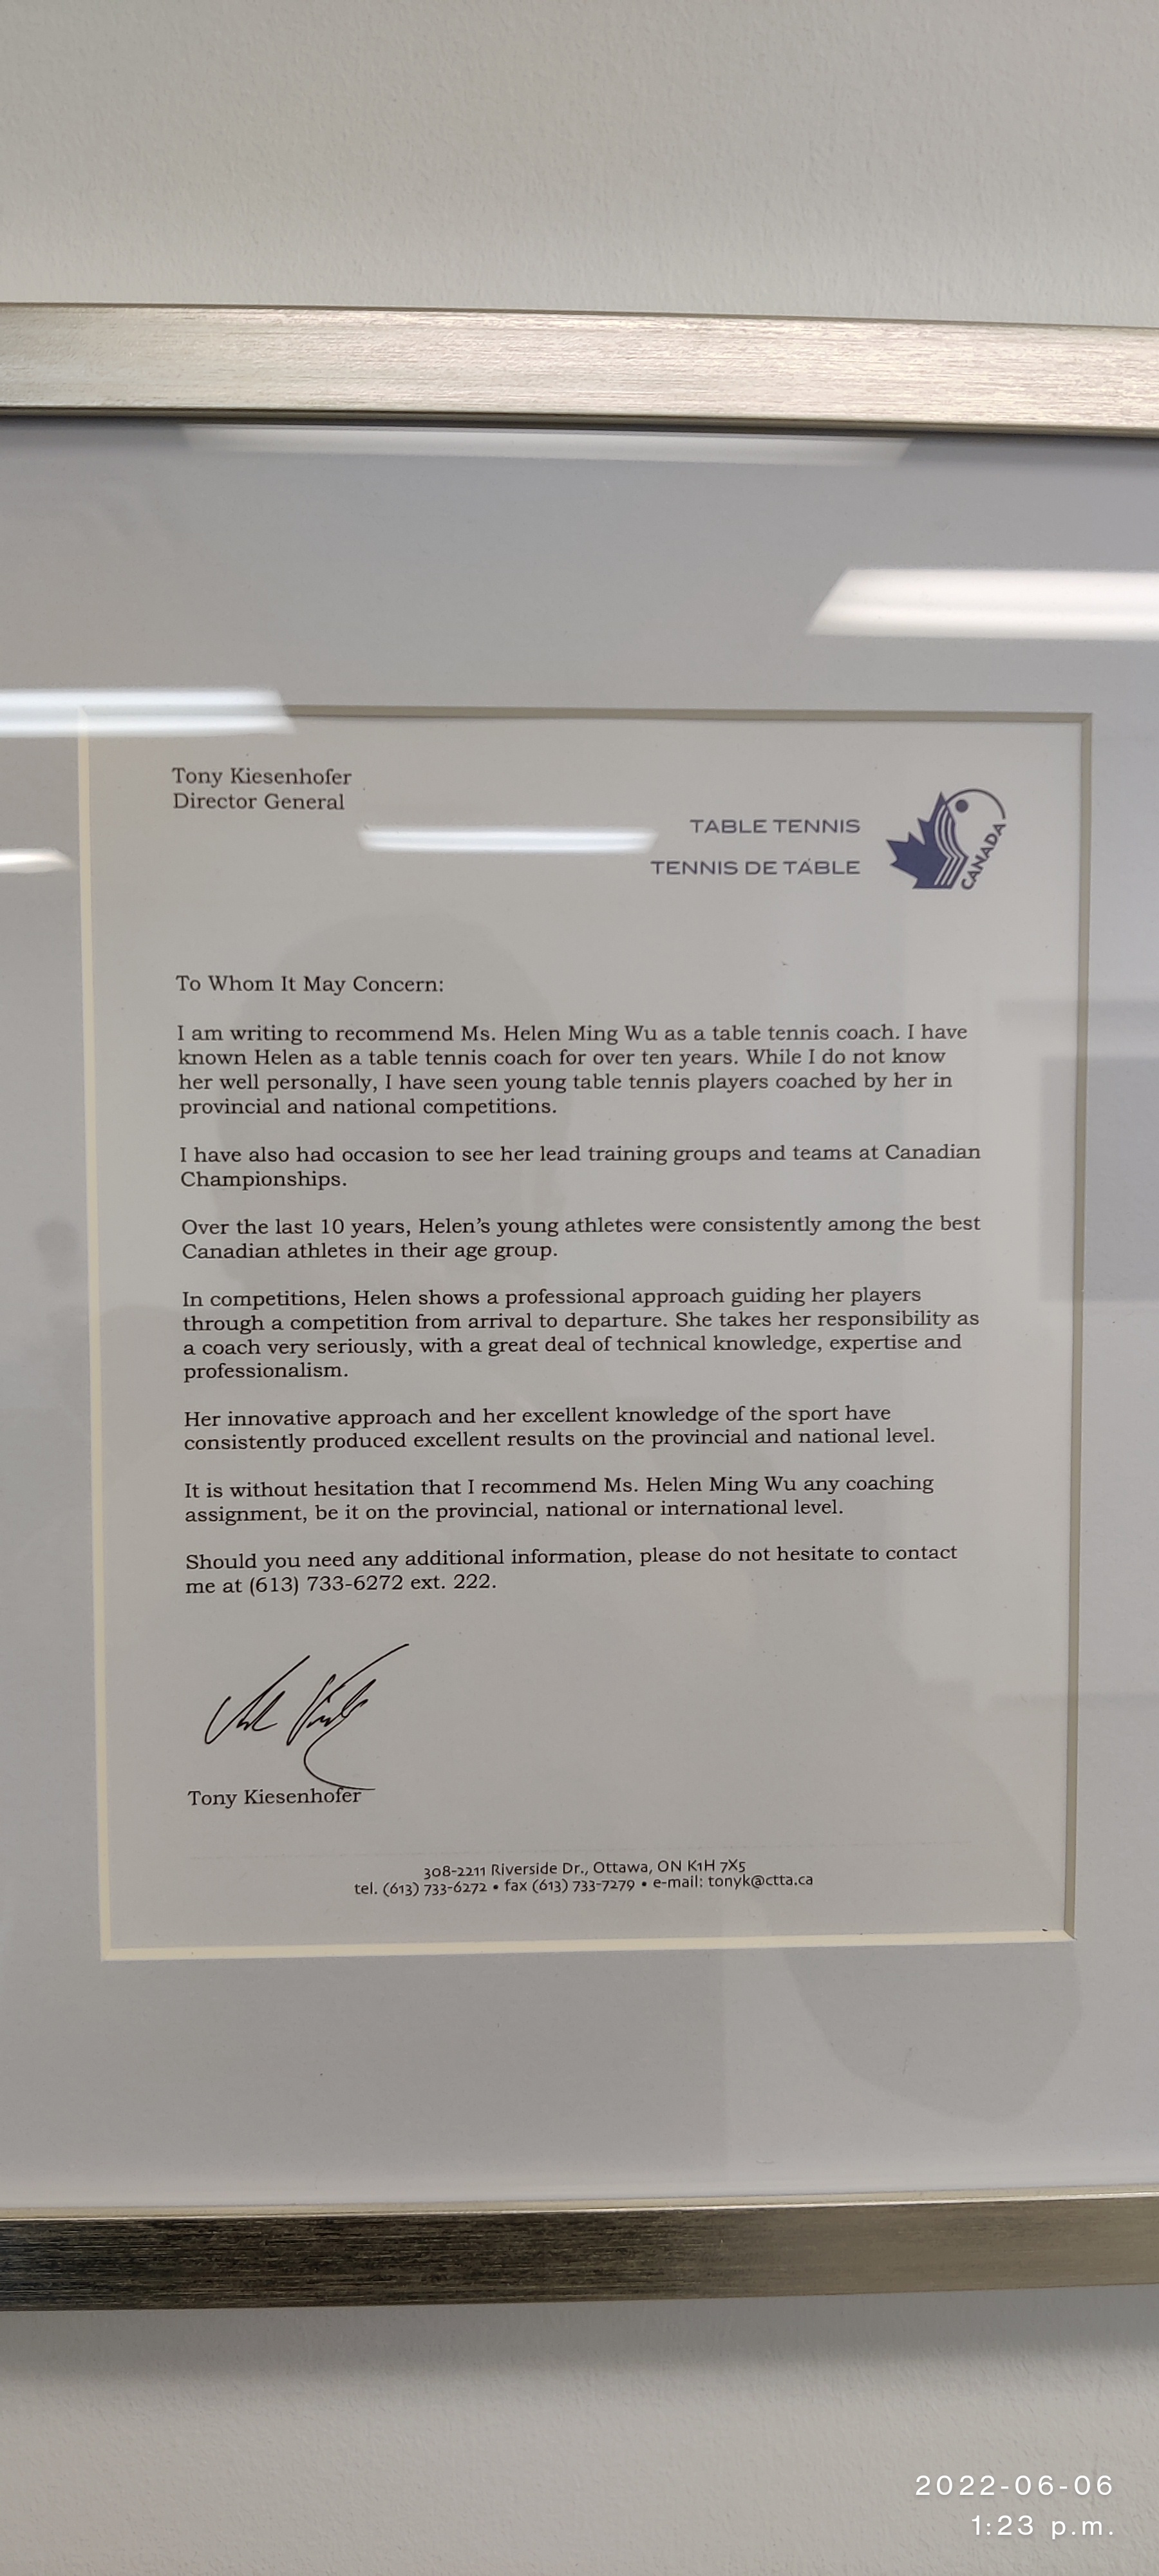 Tony Kiesenhofer
Director General
TABLE TENNIS
TENNIS DE TABLE
CANADA
To Whom It May Concern:
I am writing to recommend Ms. Helen Ming Wu as a table tennis coach. I have
known Helen as a table tennis coach for over ten years. While I do not know
her well personally, I have seen young table tennis players coached by her in
provincial and national competitions.
I have also had occasion to see her lead training groups and teams at Canadian
Championships.
Over the last 10 years, Helen's young athletes were consistently among the best
Canadian athletes in their age group.
In competitions, Helen shows a professional approach guiding her players
through a competition from arrival to departure. She takes her responsibility as
a coach very seriously, with a great deal of technical knowledge, expertise and
professionalism.
Her innovative approach and her excellent knowledge of the sport have
consistently produced excellent results on the provincial and national level.
It is without hesitation that I recommend Ms. Helen Ming Wu any coaching
assignment, be it on the provincial, national or international level.
Should you need any additional information, please do not hesitate to contact
me at (613) 733-6272 ext. 222.
Tony Kiesenhofer
308-2211 Riverside Dr., Ottawa, ON K1H 7X5
tel. (613) 733-6272 • fax (613) 733-7279 • e-mail: tonyk@ctta.ca
2022-06-06
1:23 p.m.